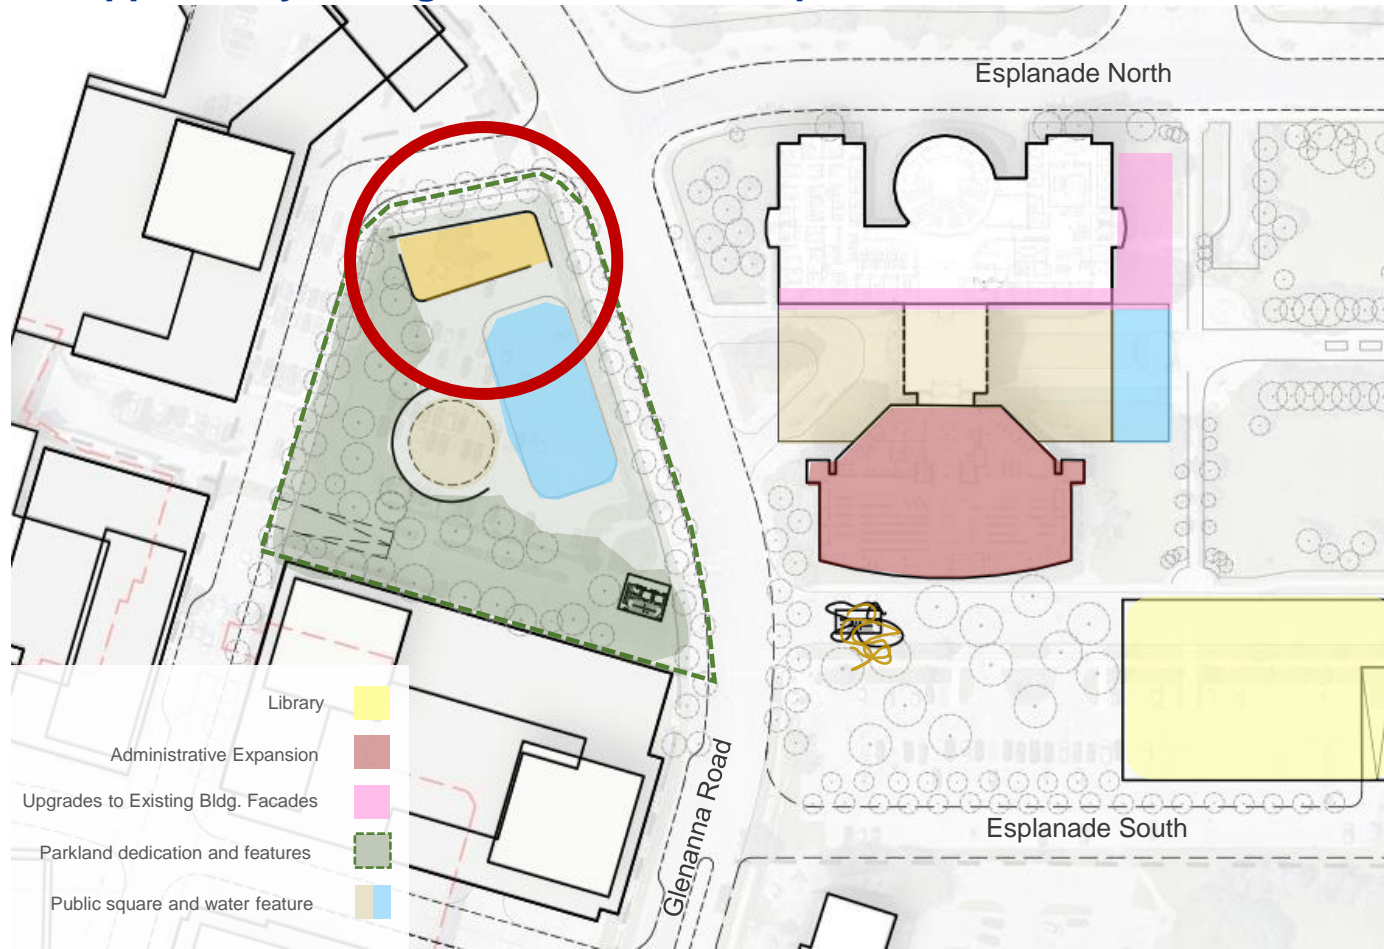 Esplanade North
Library
Administrative Expansion
Upgrades to Existing Bldg. Facades
Parkland dedication and features
Public square and water feature
Glenanna Road
Esplanade South